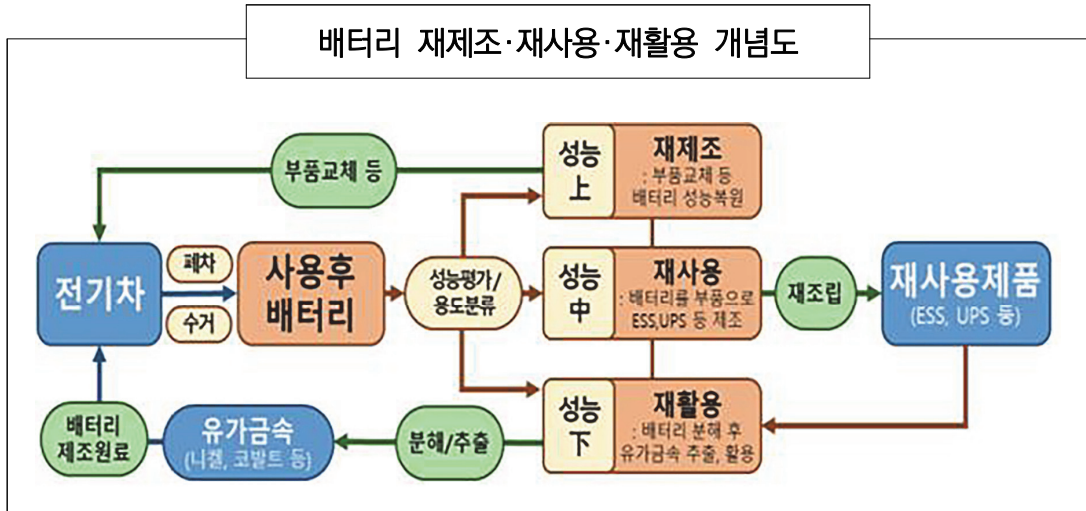 배터리 재제조·재사용·재활용 개념도
부품교체 등
성능
上
재제조
: 부품교체 등
배터리 성능복원
전기차
폐차
수거
사용후
배터리
성능평가/
용도분류
성능
中
재사용
: 배터리를 부품으로
ESS,UPS 등 제조
재조립
재사용제품
(ESS, UPS 등)
배터리
제조원료
유가금속
(니켈, 코발트 등)
분해/추출
성능
下
재활용
: 배터리 분해 후
유가금속 추출, 활용